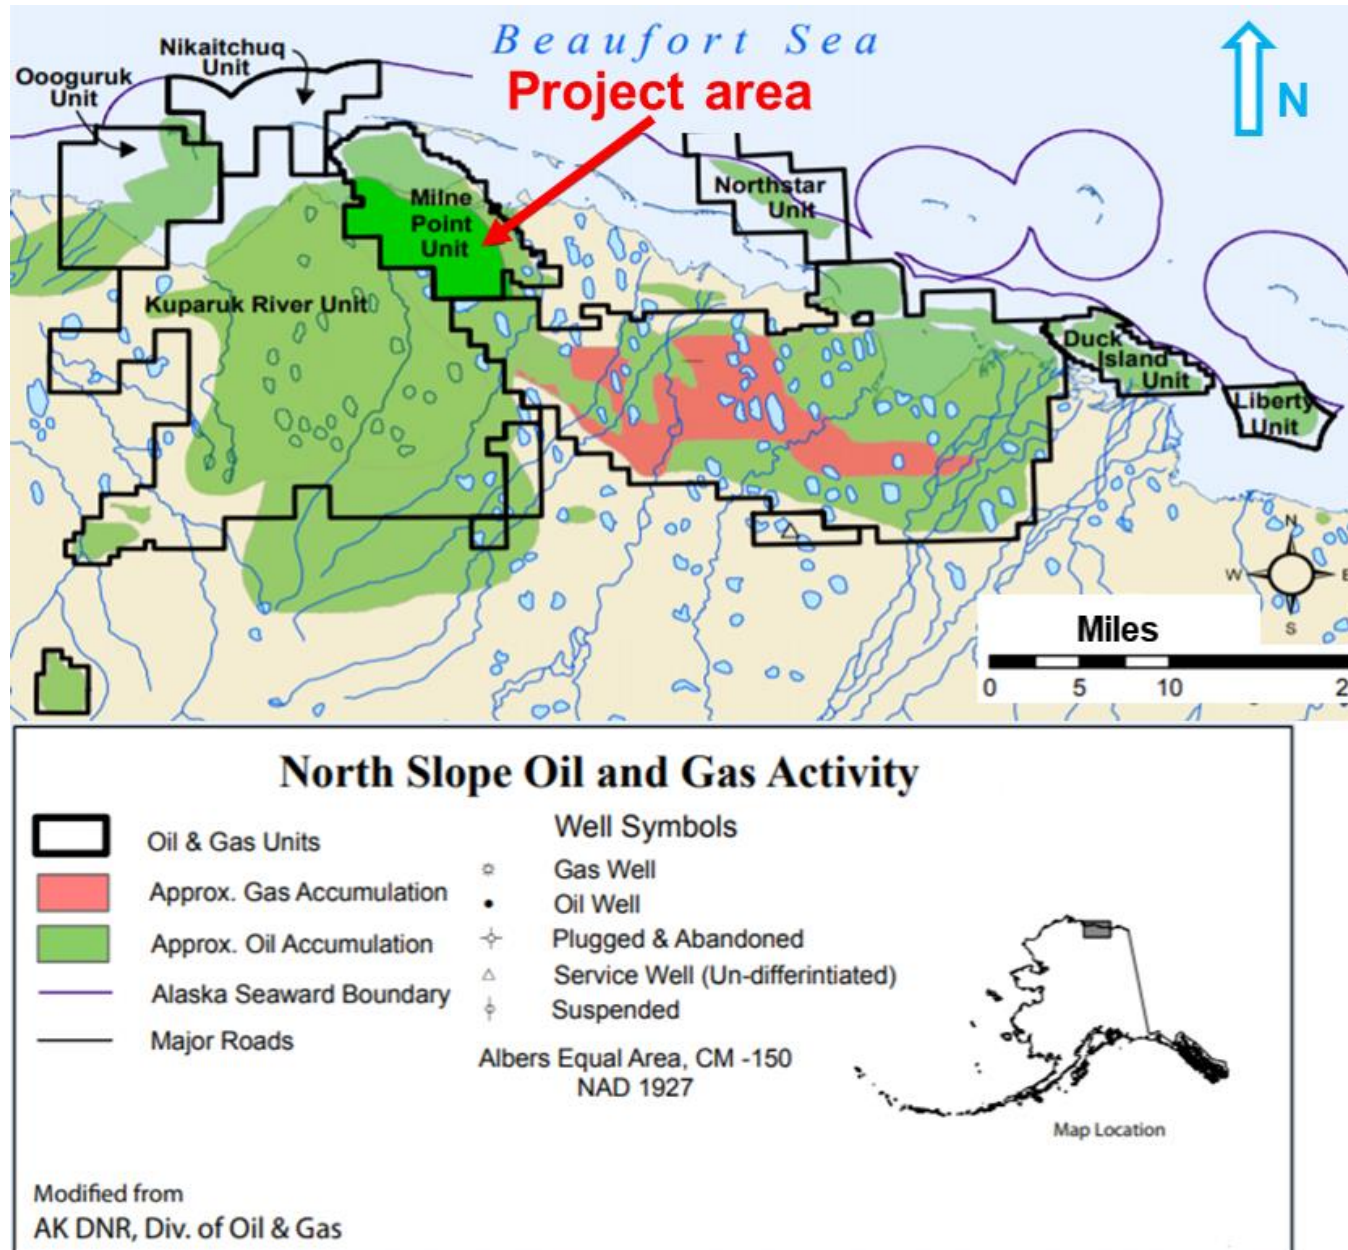 Beaufort Sea
Nikaitchuq
Unit
Oooguruk
Unit
Project area
N
Northstar
Unit
Milne
Point
Unit
Kuparuk River Unit
Duck
Island
Unit
Liberty
Unit
N
W
E
S
Miles
0 5 10 2
North Slope Oil and Gas Activity
Oil & Gas Units
Approx. Gas Accumulation
Approx. Oil Accumulation
Alaska Seaward Boundary
Major Roads
Well Symbols
Gas Well
Oil Well
Plugged & Abandoned
Service Well (Un-differintiated)
Suspended
Albers Equal Area, CM -150
NAD 1927
Map Location
Modified from
AK DNR, Div. of Oil & Gas